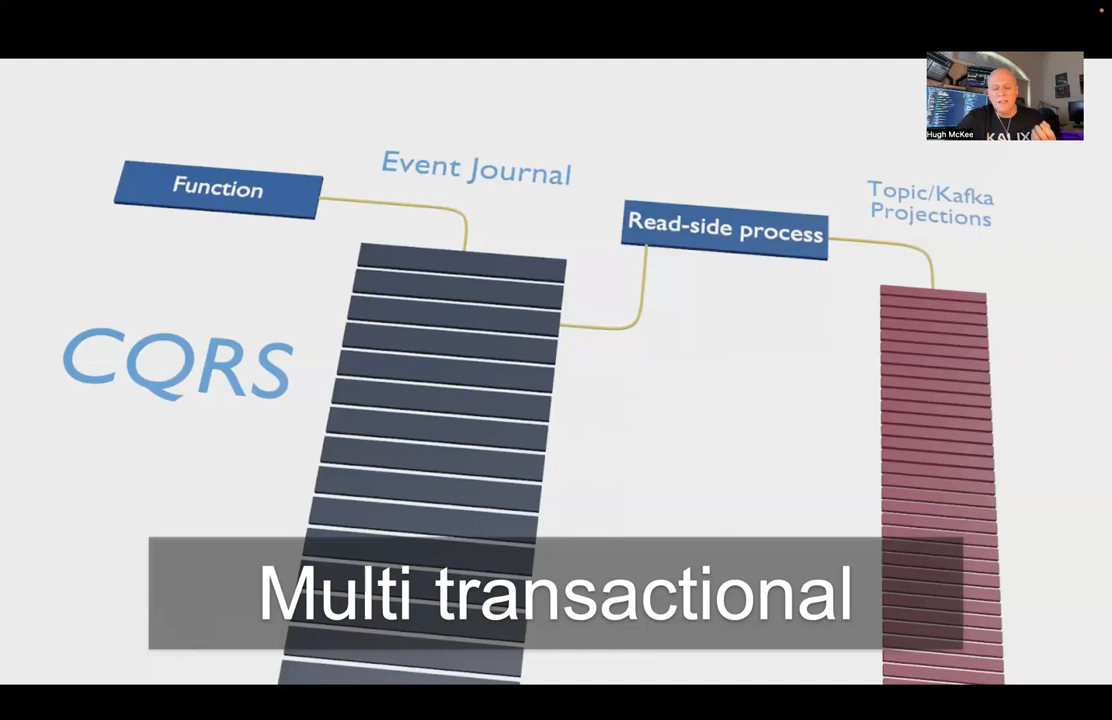 Hugh McKee
KALIX
Function
Event Journal
Read-side process
Topic/Kafka
Projections
CQRS
Multi transactional